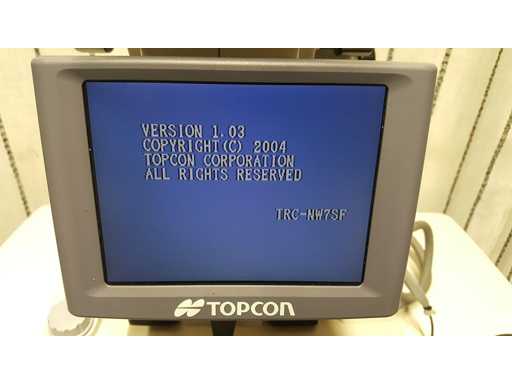 VERSION 1.03
COPYRIGHT(C) 2004
TOPCON CORPORATION
ALL RIGHTS RESERVED
TRC-NW7SF
TOPCON